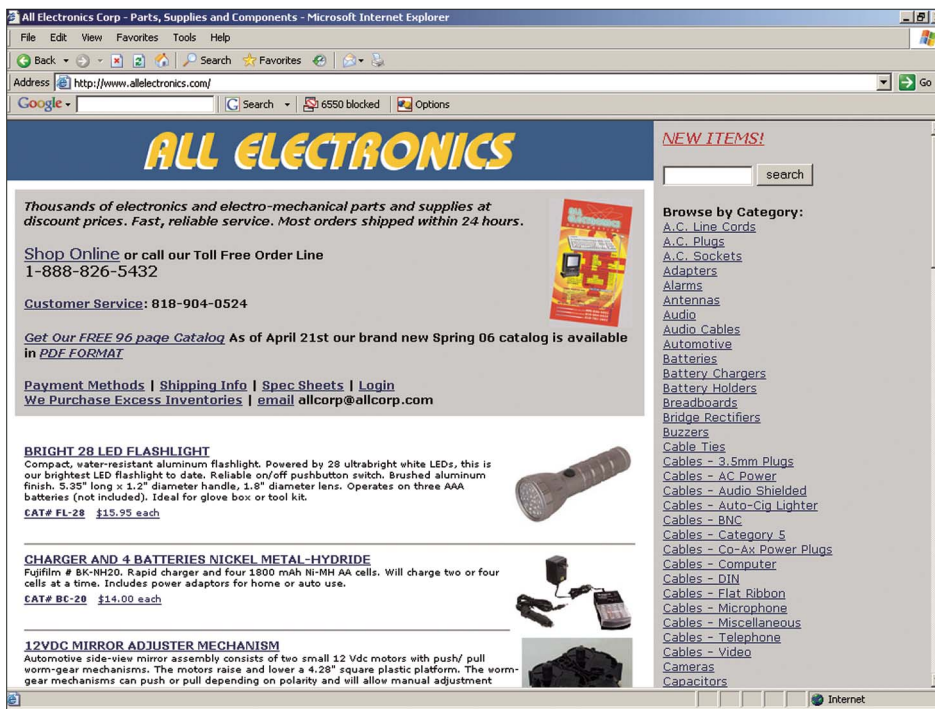 All Electronics Corp - Parts, Supplies and Components - Microsoft Internet Explorer
File Edit View Favorites Tools Help
Back Search Favorites
Address http://www.allelectronics.com/ Go
Google Search 6550 blocked Options
ALL ELECTRONICS
Thousands of electronics and electro-mechanical parts and supplies at
discount prices. Fast, reliable service. Most orders shipped within 24 hours.
Shop Online or call our Toll Free Order Line
1-888-826-5432
Customer Service: 818-904-0524
Get Our FREE 96 page Catalog As of April 21st our brand new Spring 06 catalog is available
in PDF FORMAT
Payment Methods | Shipping Info | Spec Sheets | Login
We Purchase Excess Inventories | email allcorp@allcorp.com
BRIGHT 28 LED FLASHLIGHT
Compact, water-resistant aluminum flashlight. Powered by 28 ultrabright white LEDs, this is
our brightest LED flashlight to date. Reliable on/off pushbutton switch. Brushed aluminum
finish. 5.35" long x 1.2" diameter handle, 1.8" diameter lens. Operates on three AAA
batteries (not included). Ideal for glove box or tool kit.
CAT# FL-28 $15.95 each
CHARGER AND 4 BATTERIES NICKEL METAL-HYDRIDE
Fujifilm # BK-NH20. Rapid charger and four 1800 mAh Ni-MH AA cells. Will charge two or four
cells at a time. Includes power adaptors for home or auto use.
CAT# BC-20 $14.00 each
12VDC MIRROR ADJUSTER MECHANISM
Automotive side-view mirror assembly consists of two small 12 Vdc motors with push/ pull
worm-gear mechanisms. The motors raise and lower a 4.28" square plastic platform. The worm-
gear mechanisms can push or pull depending on polarity and will allow manual adjustment
NEW ITEMS!
search
Browse by Category:
A.C. Line Cords
A.C. Plugs
A.C. Sockets
Adapters
Alarms
Antennas
Audio
Audio Cables
Automotive
Batteries
Battery Chargers
Battery Holders
Breadboards
Bridge Rectifiers
Buzzers
Cable Ties
Cables - 3.5mm Plugs
Cables - AC Power
Cables - Audio Shielded
Cables - Auto-Cig Lighter
Cables - BNC
Cables - Category 5
Cables - Co-Ax Power Plugs
Cables - Computer
Cables - DIN
Cables - Flat Ribbon
Cables - Microphone
Cables - Miscellaneous
Cables - Telephone
Cables - Video
Cameras
Capacitors
Internet